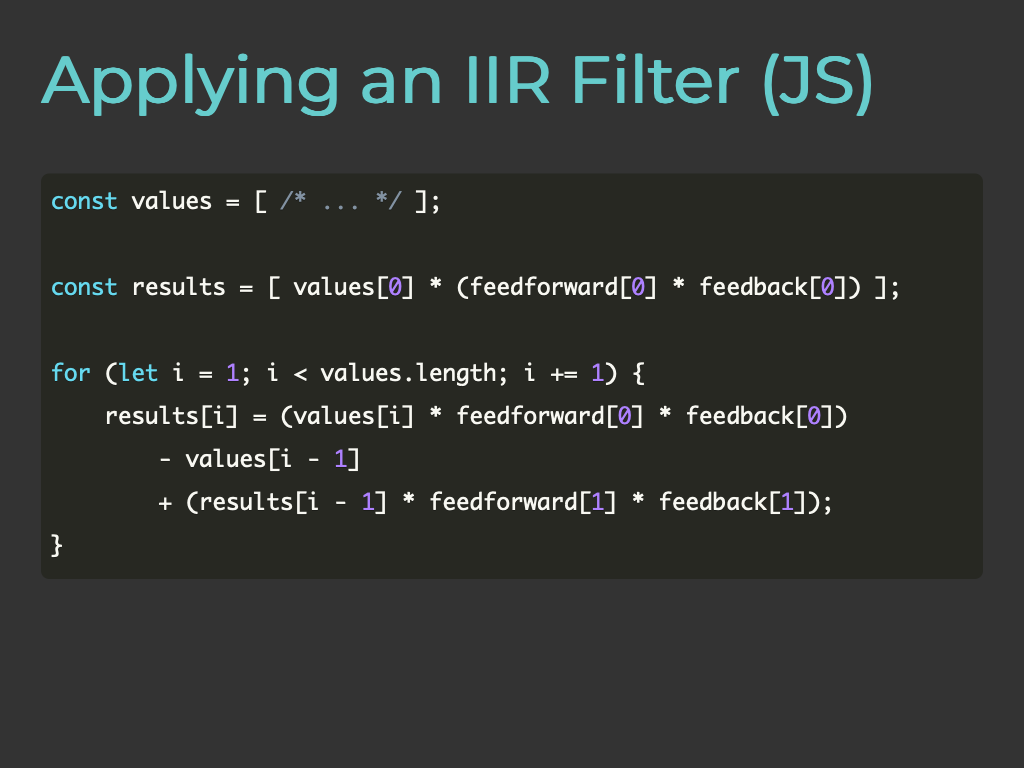 Applying an IIR Filter (JS)
const values = [ /* ... */ ];
const results = [ values[0] * (feedforward[0] * feedback[0]) ];
for (let i = 1; i < values.length; i += 1) {
    results[i] = (values[i] * feedforward[0] * feedback[0])
        - values[i - 1]
        + (results[i - 1] * feedforward[1] * feedback[1]);
}